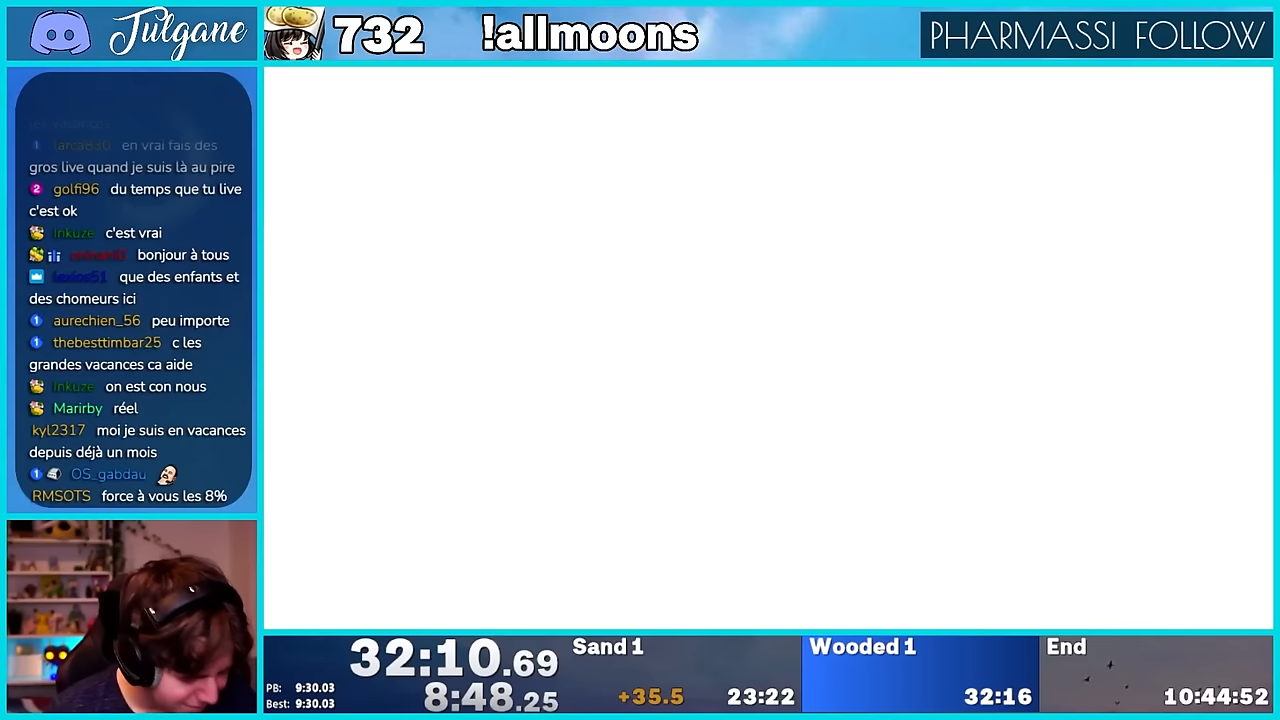 Julgane
732
!allmoons
PHARMASSI FOLLOW
en vrai fais des
gros live quand je suis là au pire
golfi96 du temps que tu live
c'est ok
Inkuze c'est vrai
bonjour à tous
lexios51 que des enfants et
des chomeurs ici
aurechien_56 peu importe
thebesttimbar25 c les
grandes vacances ca aide
Inkuze on est con nous
Marirby réel
kyl2317 moi je suis en vacances
depuis déjà un mois
OS_gabdau
RMSOTS force à vous les 8%
32:10.69
PB: 9:30.03
Best: 9:30.03
8:48.25
Sand 1
+35.5 23:22
Wooded 1
32:16
End
10:44:52